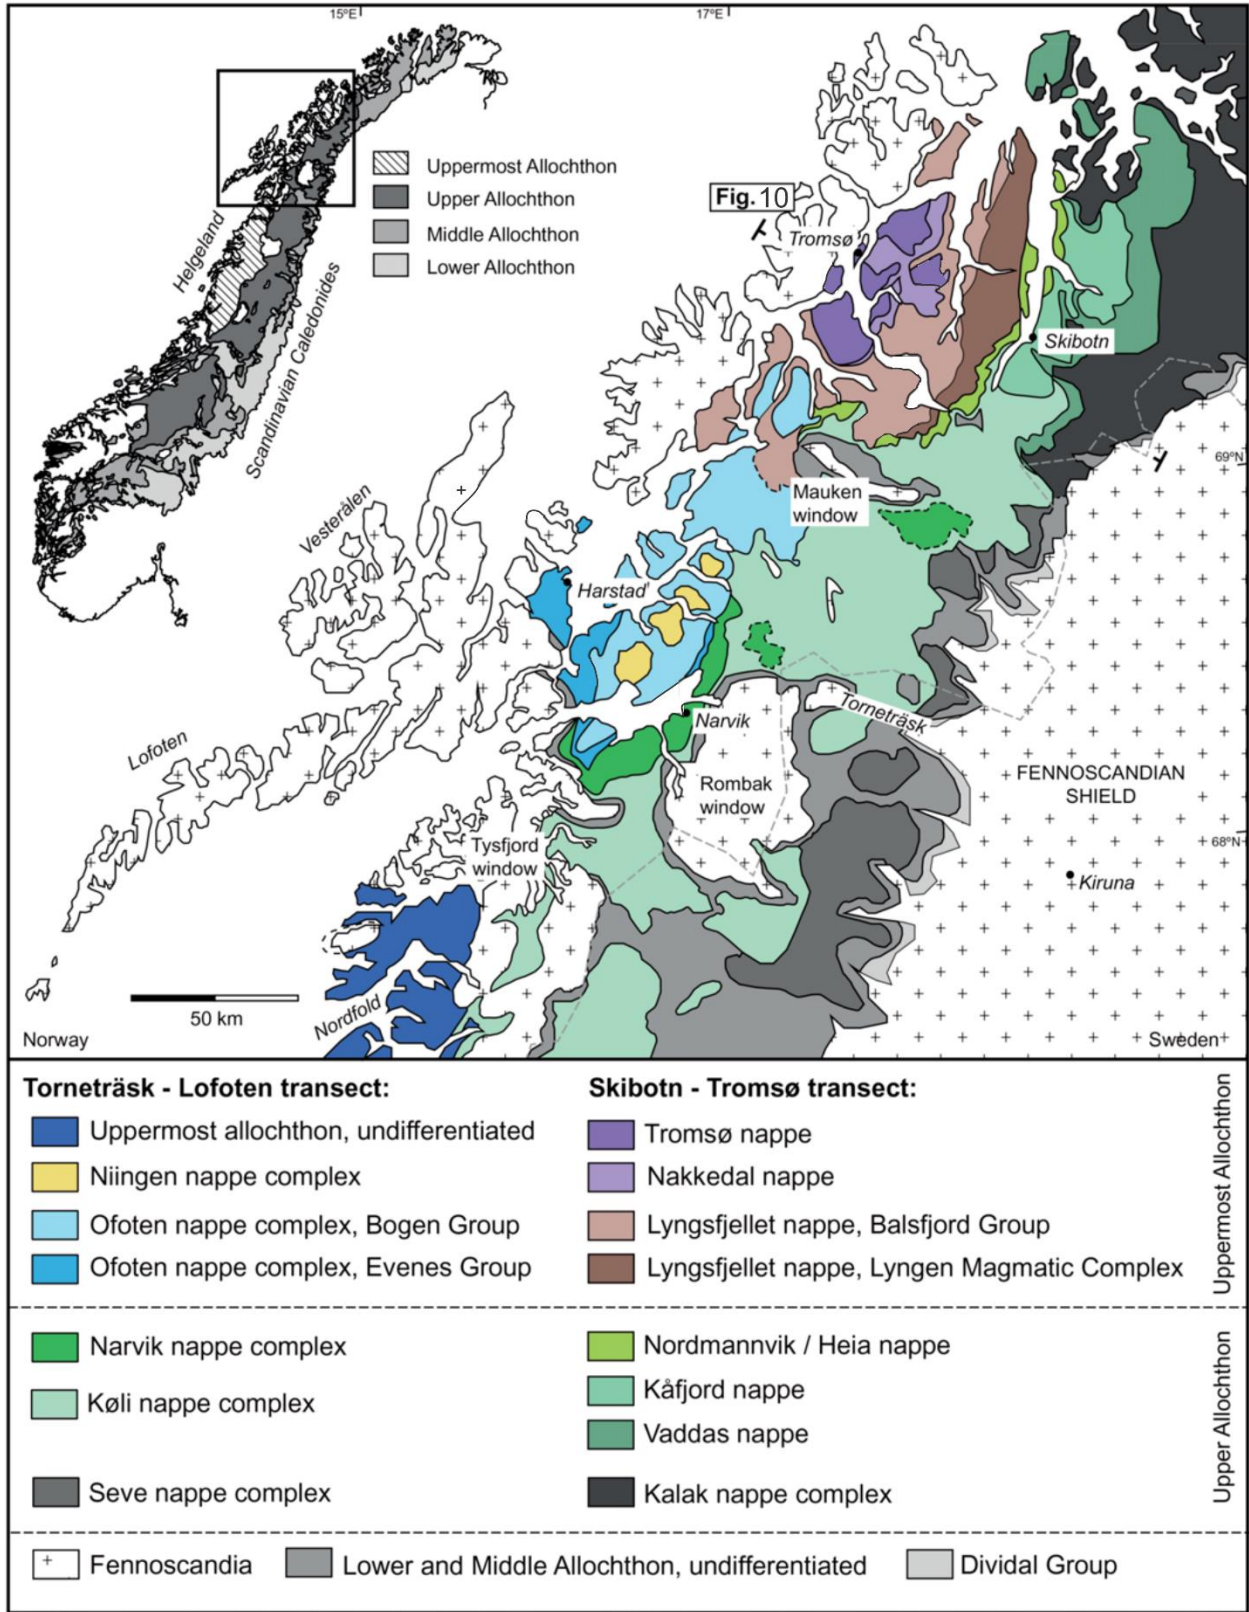 15°E
17°E
Uppermost Allochthon
Upper Allochthon
Middle Allochthon
Lower Allochthon
Helgeland
Scandinavian Caledonides
Fig. 10
Tromsø
Skibotn
69°N
Mauken
window
Vesterålen
Harstad
Narvik
Torneträsk
Lofoten
Rombak
window
FENNOSCANDIAN
SHIELD
68°N
Tysfjord
window
Kiruna
Nordfold
50 km
Norway
Sweden
Torneträsk - Lofoten transect:
Uppermost allochthon, undifferentiated
Niingen nappe complex
Ofoten nappe complex, Bogen Group
Ofoten nappe complex, Evenes Group
Skibotn - Tromsø transect:
Tromsø nappe
Nakkedal nappe
Lyngsfjellet nappe, Balsfjord Group
Lyngsfjellet nappe, Lyngen Magmatic Complex
Uppermost Allochthon
Narvik nappe complex
Køli nappe complex
Seve nappe complex
Nordmannvik / Heia nappe
Kåfjord nappe
Vaddas nappe
Kalak nappe complex
Upper Allochthon
Fennoscandia
Lower and Middle Allochthon, undifferentiated
Dividal Group